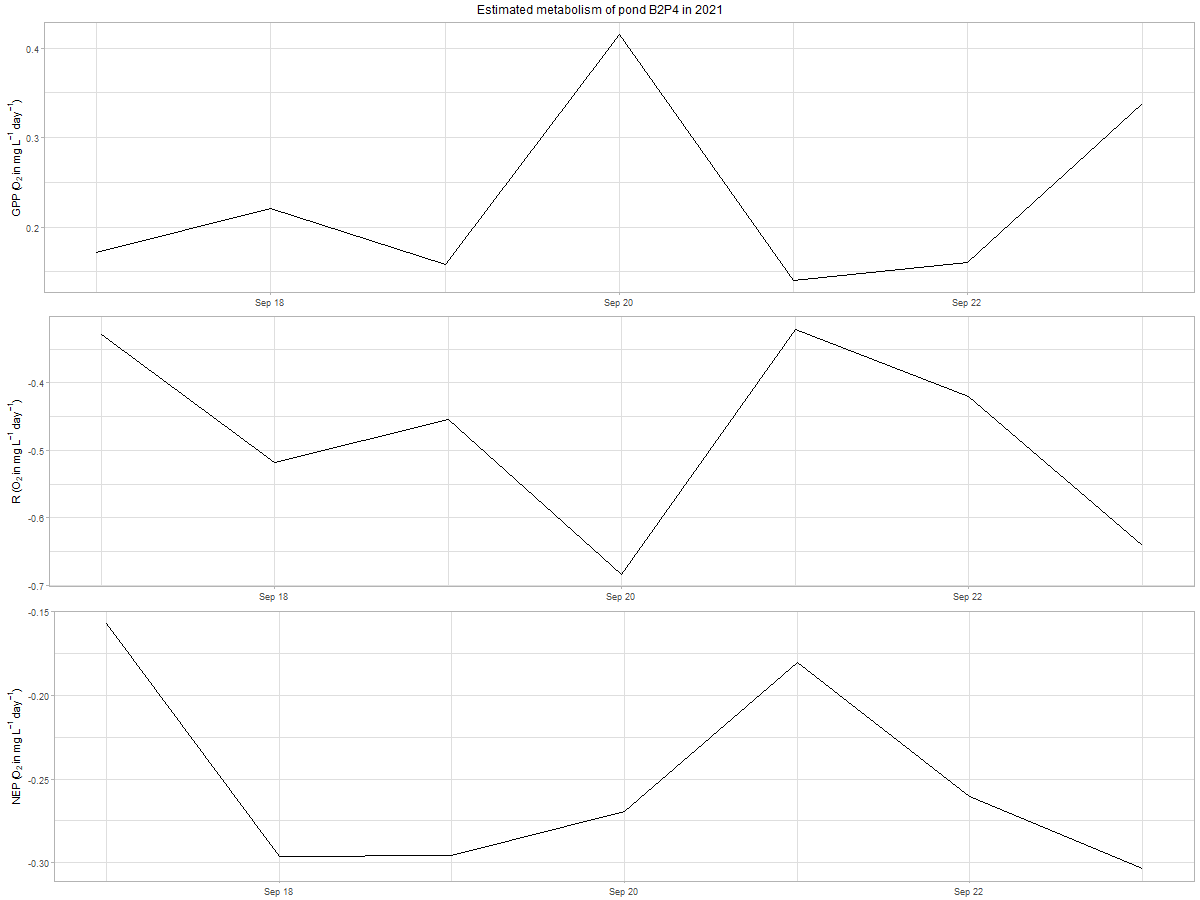 Estimated metabolism of pond B2P4 in 2021
GPP (O₂ in mg L⁻¹ day⁻¹)
0.4
0.3
0.2
Sep 18 Sep 20 Sep 22
R (O₂ in mg L⁻¹ day⁻¹)
-0.4
-0.5
-0.6
-0.7
Sep 18 Sep 20 Sep 22
NEP (O₂ in mg L⁻¹ day⁻¹)
-0.15
-0.20
-0.25
-0.30
Sep 18 Sep 20 Sep 22